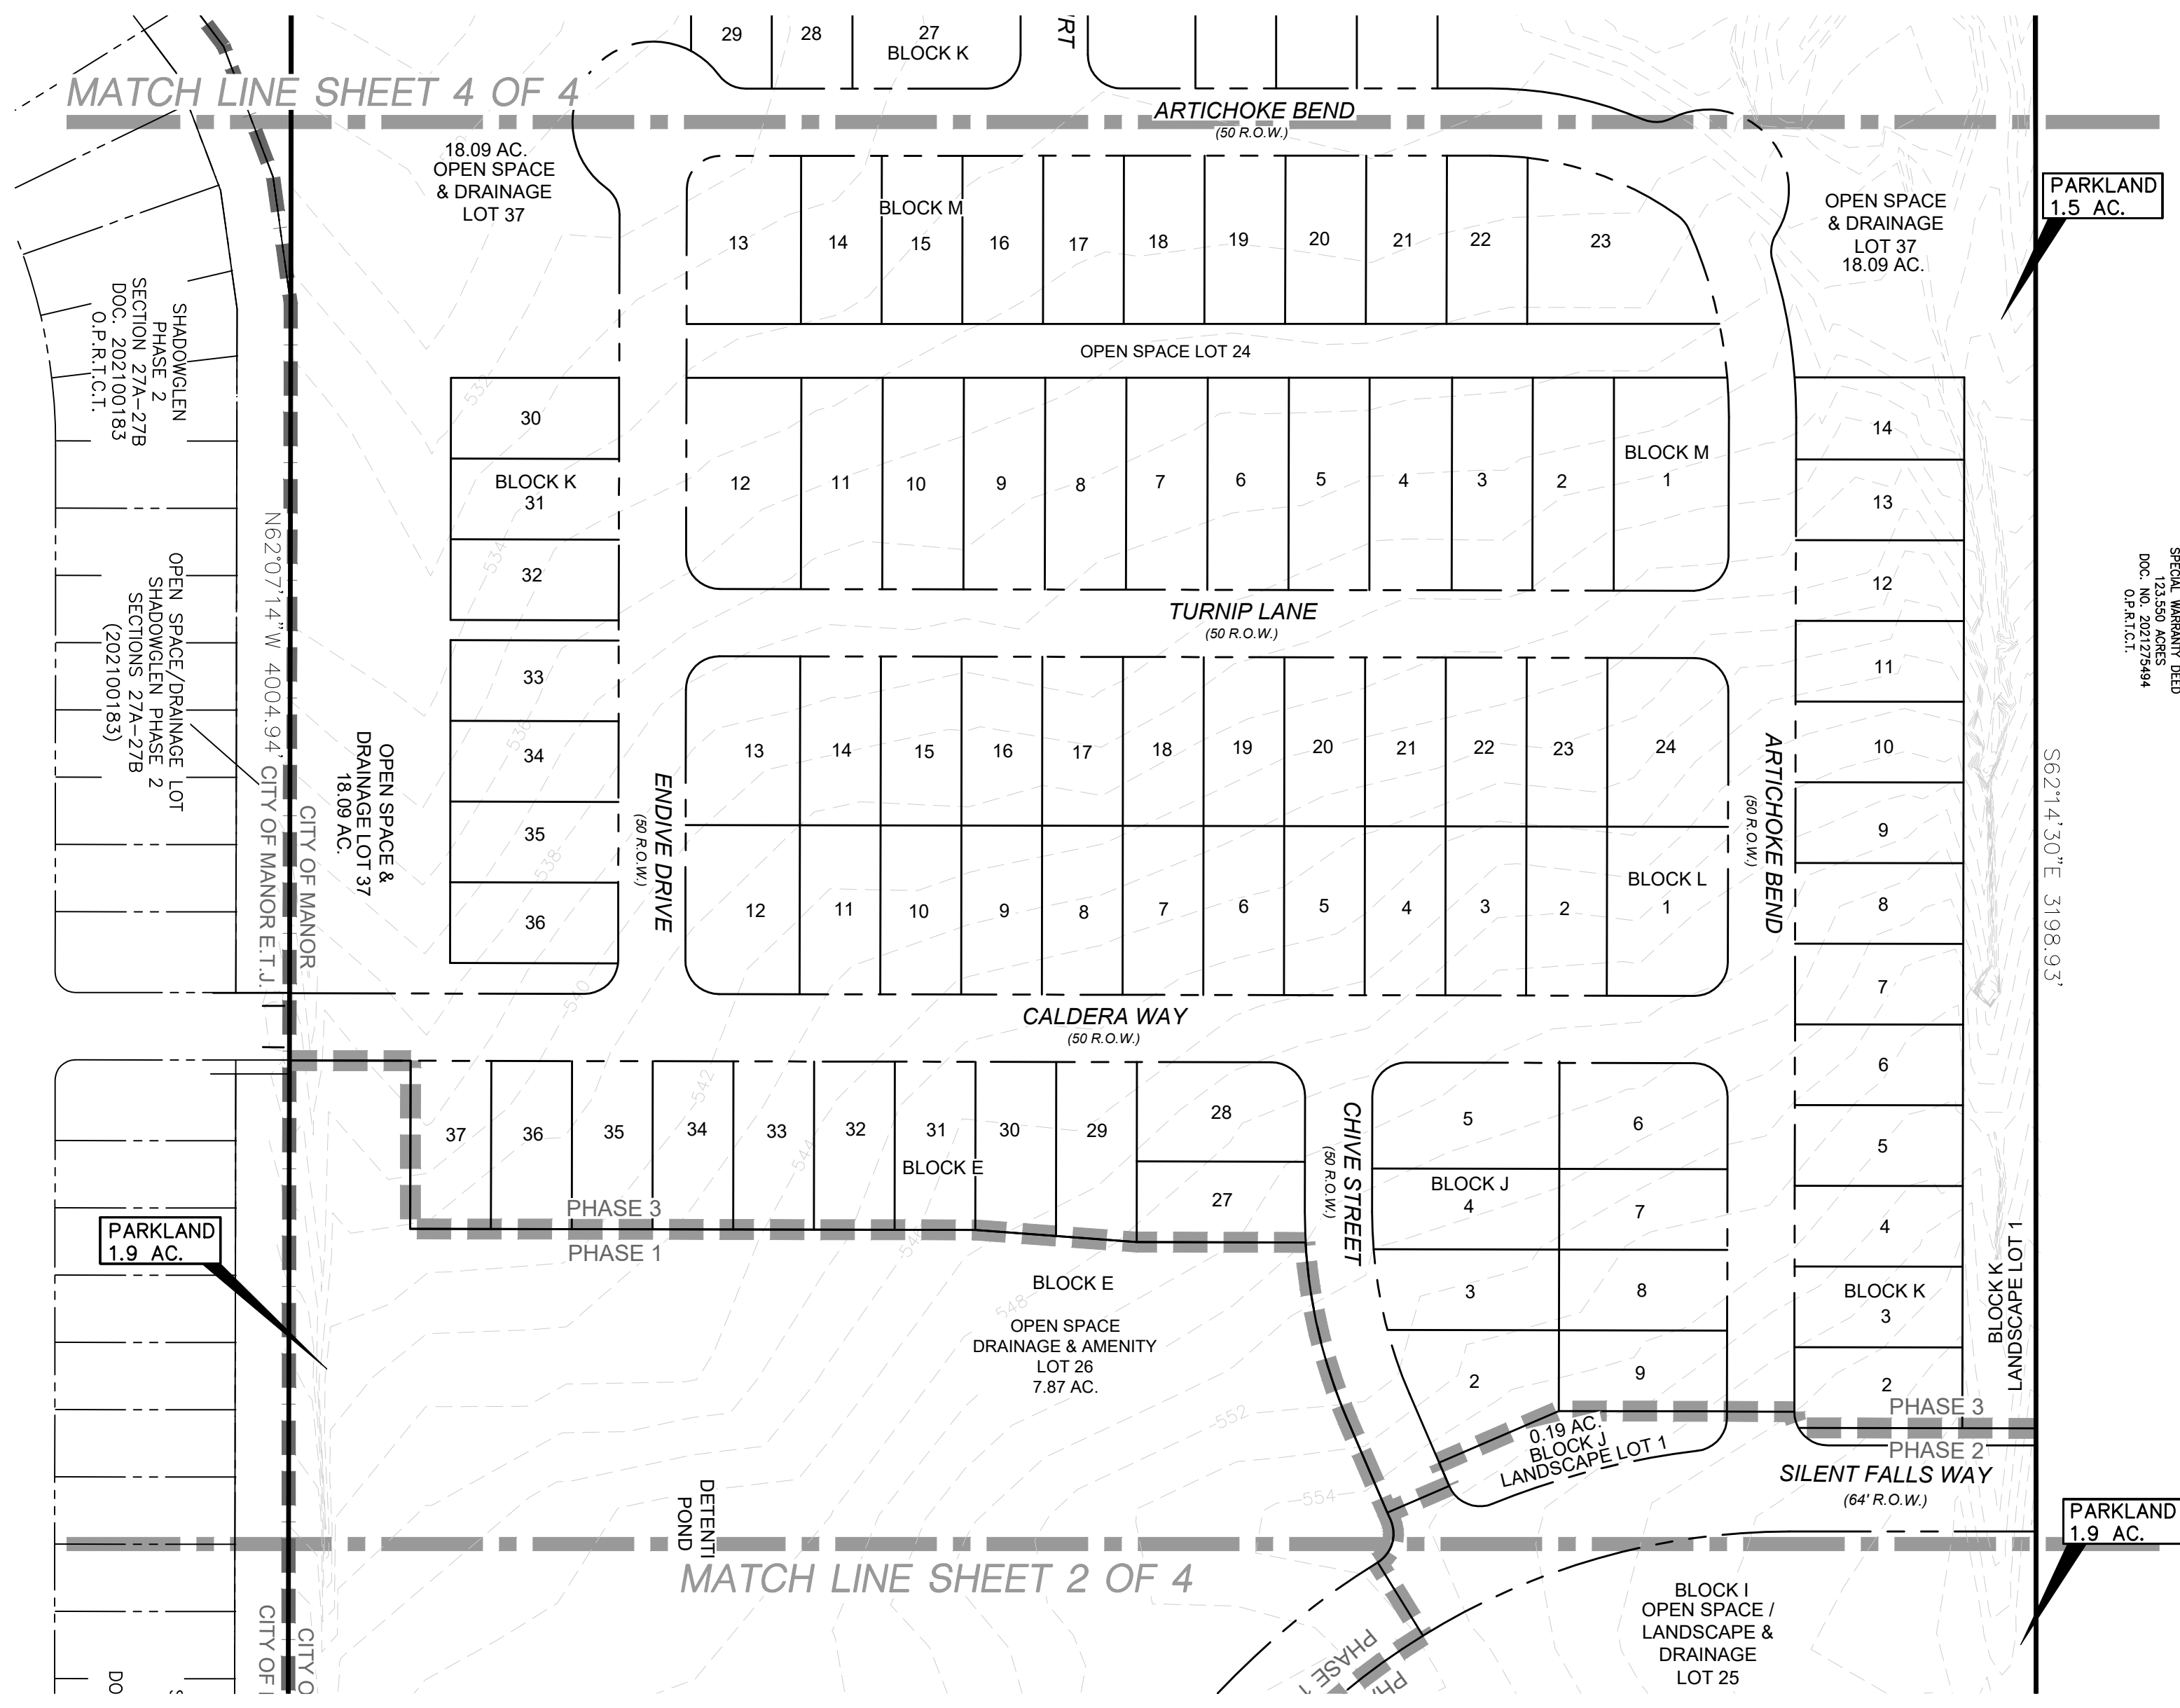 29
28
27
BLOCK K
MATCH LINE SHEET 4 OF 4
ARTICHOKE BEND
(50 R.O.W.)
18.09 AC.
OPEN SPACE
& DRAINAGE
LOT 37
OPEN SPACE
& DRAINAGE
LOT 37
18.09 AC.
PARKLAND
1.5 AC.
BLOCK M
13
14
15
16
17
18
19
20
21
22
23
OPEN SPACE LOT 24
SHADOWGLEN
PHASE 2
SECTION 27A-27B
DOC. 202100183
O.P.R.T.C.T.
532
30
BLOCK K
31
32
33
34
35
36
534
536
538
540
12
11
10
9
8
7
6
5
4
3
2
BLOCK M
1
14
13
12
11
10
9
8
7
6
5
4
BLOCK K
3
2
TURNIP LANE
(50 R.O.W.)
SPECIAL WARRANTY DEED
123.550 ACRES
DOC. NO. 2021275494
O.P.R.T.C.T.
N62°07'14"W 4004.94'
OPEN SPACE/DRAINAGE LOT
SHADOWGLEN PHASE 2
SECTIONS 27A-27B
(202100183)
CITY OF MANOR
CITY OF MANOR E.T.J.
OPEN SPACE &
DRAINAGE LOT 37
18.09 AC.
ENDIVE DRIVE
(50 R.O.W.)
13
14
15
16
17
18
19
20
21
22
23
24
12
11
10
9
8
7
6
5
4
3
2
BLOCK L
1
ARTICHOKE BEND
(50 R.O.W.)
S62°14'30"E 3198.93'
CALDERA WAY
(50 R.O.W.)
37
36
35
34
33
32
31
30
29
28
27
BLOCK E
542
544
PHASE 3
PHASE 1
CHIVE STREET
(50 R.O.W.)
5
6
BLOCK J
4
7
3
8
2
9
BLOCK K
LANDSCAPE LOT 1
PARKLAND
1.9 AC.
BLOCK E
OPEN SPACE
DRAINAGE & AMENITY
LOT 26
7.87 AC.
548
552
554
0.19 AC.
BLOCK J
LANDSCAPE LOT 1
PHASE 3
PHASE 2
SILENT FALLS WAY
(64' R.O.W.)
PARKLAND
1.9 AC.
DETENTI
POND
MATCH LINE SHEET 2 OF 4
BLOCK I
OPEN SPACE /
LANDSCAPE &
DRAINAGE
LOT 25
PHASE 1